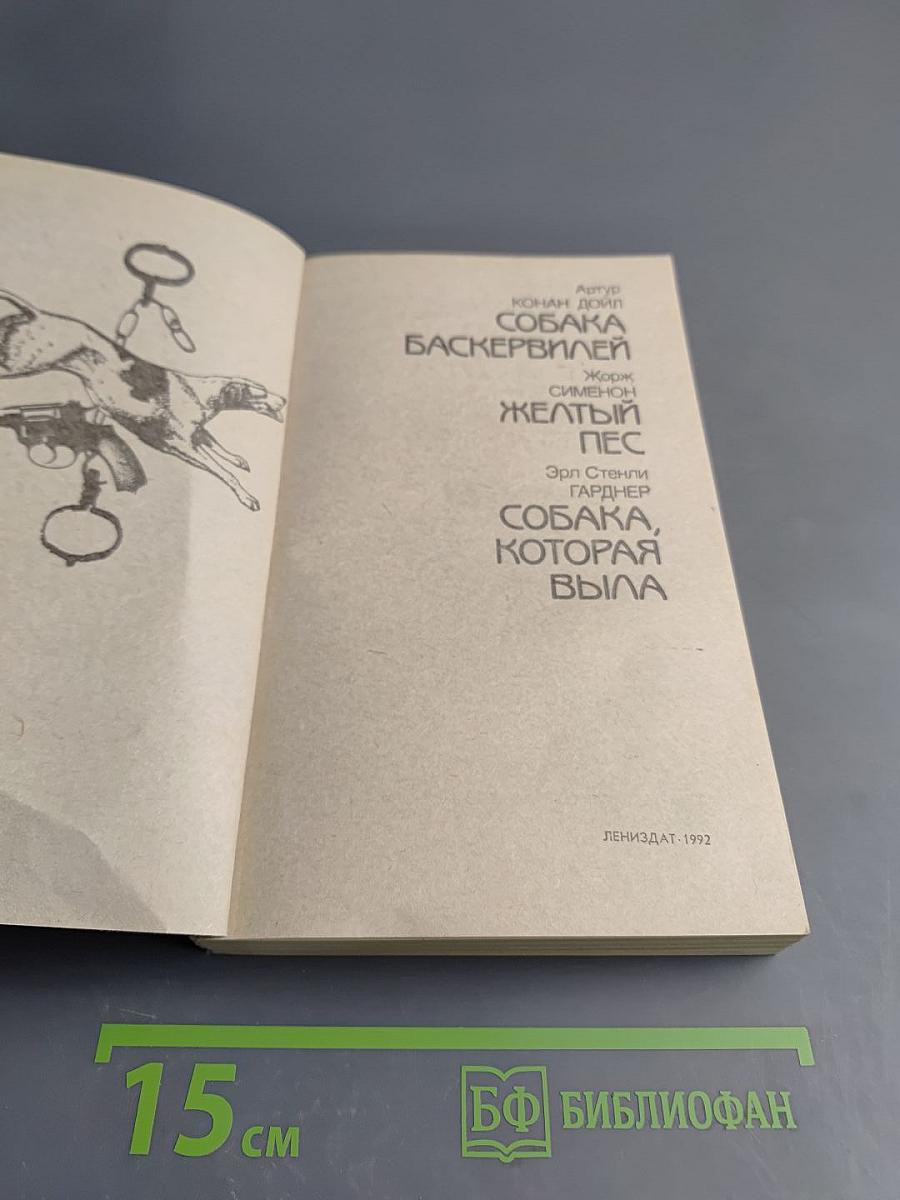 Артур
КОНАН ДОЙЛ
СОБАКА
БАСКЕРВИЛЕЙ
Жорж
СИМЕНОН
ЖЕЛТЫЙ
ПЕС
Эрл Стенли
ГАРДНЕР
СОБАКА,
КОТОРАЯ
ВЫЛА
ЛЕНИЗДАТ·1992
15 см
БФ БИБЛИОФАН